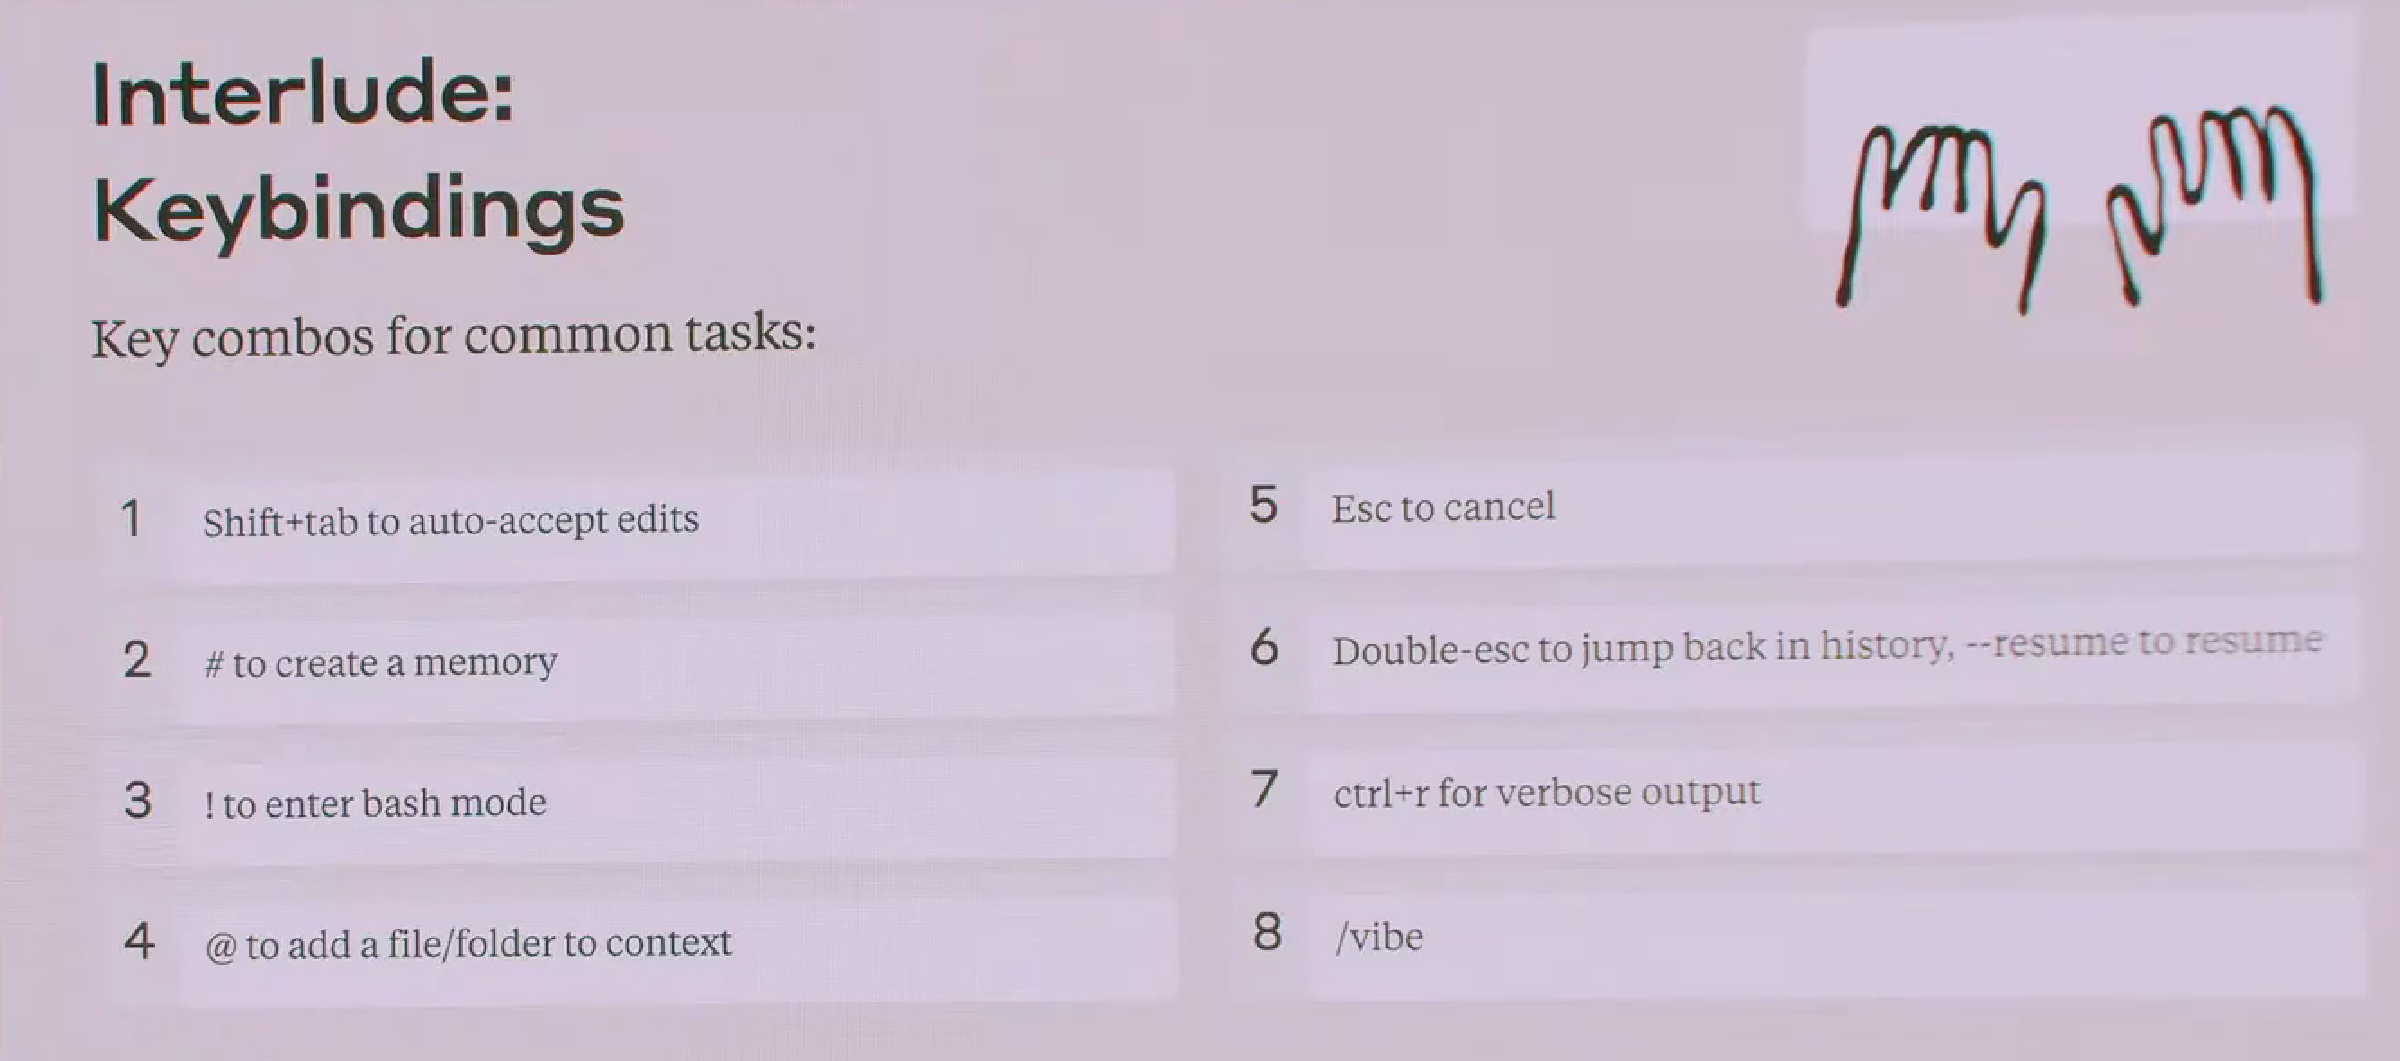 Interlude:
Keybindings
Key combos for common tasks:
1 Shift+tab to auto-accept edits
2 # to create a memory
3 ! to enter bash mode
4 @ to add a file/folder to context
5 Esc to cancel
6 Double-esc to jump back in history, --resume to resume
7 ctrl+r for verbose output
8 /vibe